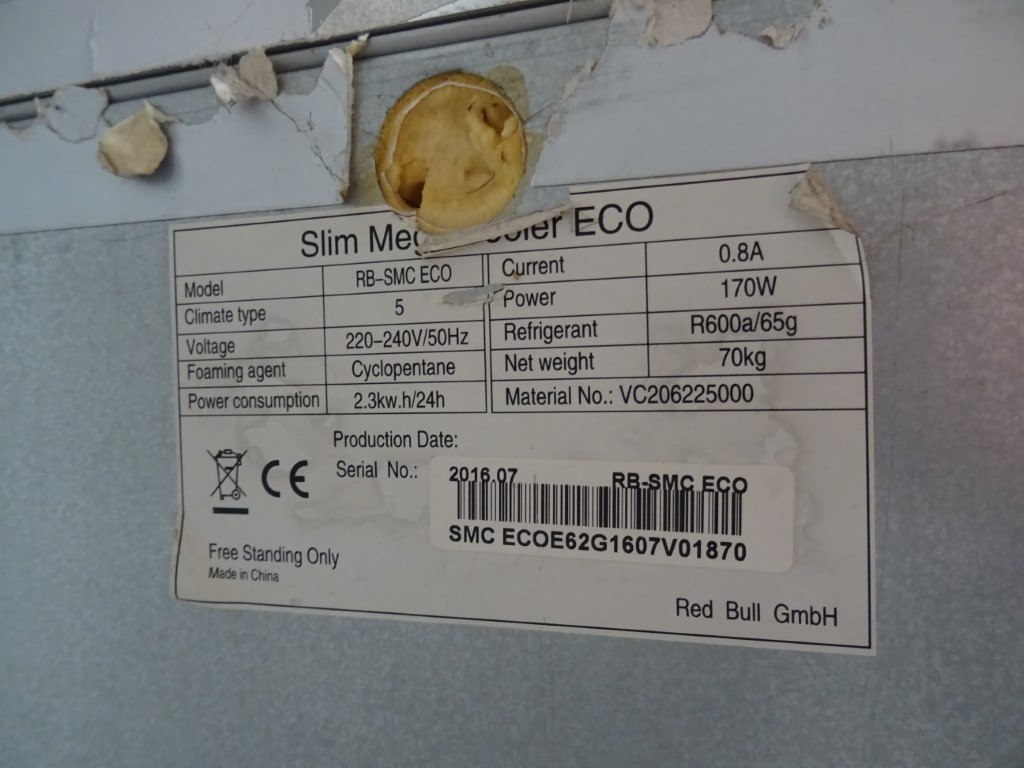 Slim Me ooler ECO
Model RB-SMC ECO Current 0.8A
Climate type 5 Power 170W
Voltage 220-240V/50Hz Refrigerant R600a/65g
Foaming agent Cyclopentane Net weight 70kg
Power consumption 2.3kw.h/24h Material No.: VC206225000
Production Date:
Serial No.:
2016.07 RB-SMC ECO
SMC ECOE62G1607V01870
CE
Free Standing Only
Made in China
Red Bull GmbH